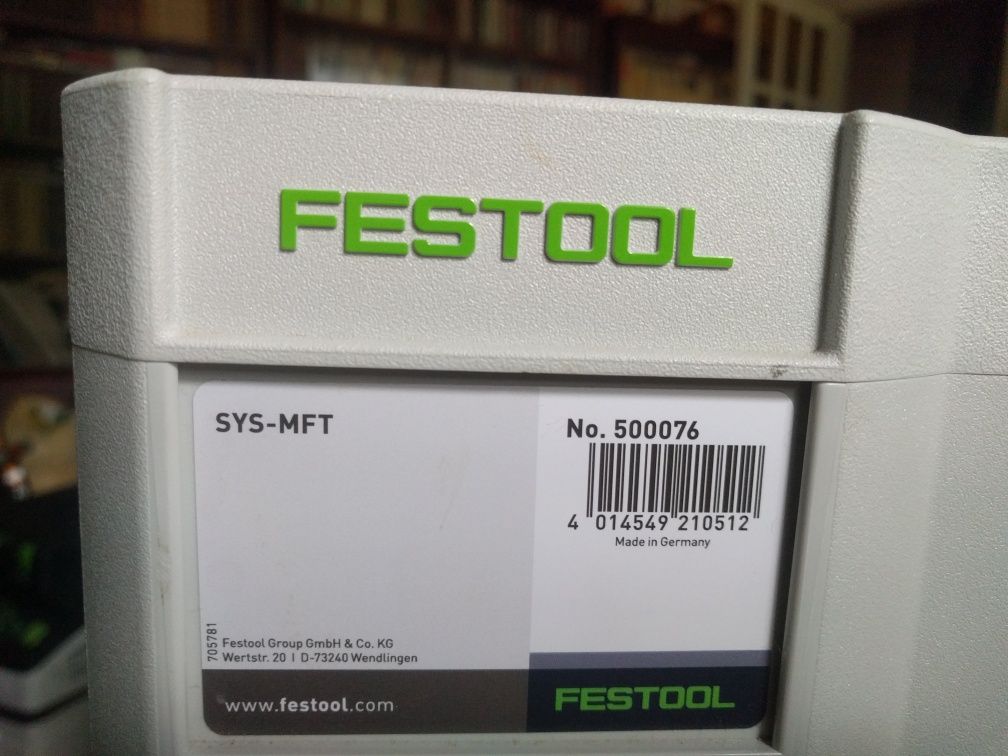 FESTOOL
SYS-MFT
No. 500076
4 014549 210512
Made in Germany
705781
Festool Group GmbH & Co. KG
Wertstr. 20 | D-73240 Wendlingen
www.festool.com
FESTOOL